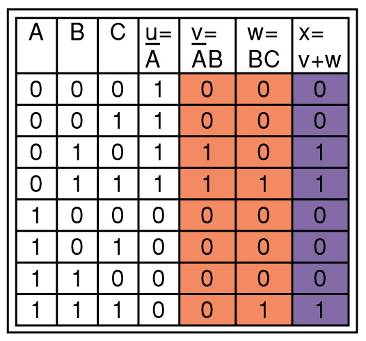 A B C u= v= w= x=
A̅ A̅B BC v+w
0 0 0 1 0 0 0
0 0 1 1 0 0 0
0 1 0 1 1 0 1
0 1 1 1 1 1 1
1 0 0 0 0 0 0
1 0 1 0 0 0 0
1 1 0 0 0 0 0
1 1 1 0 0 1 1